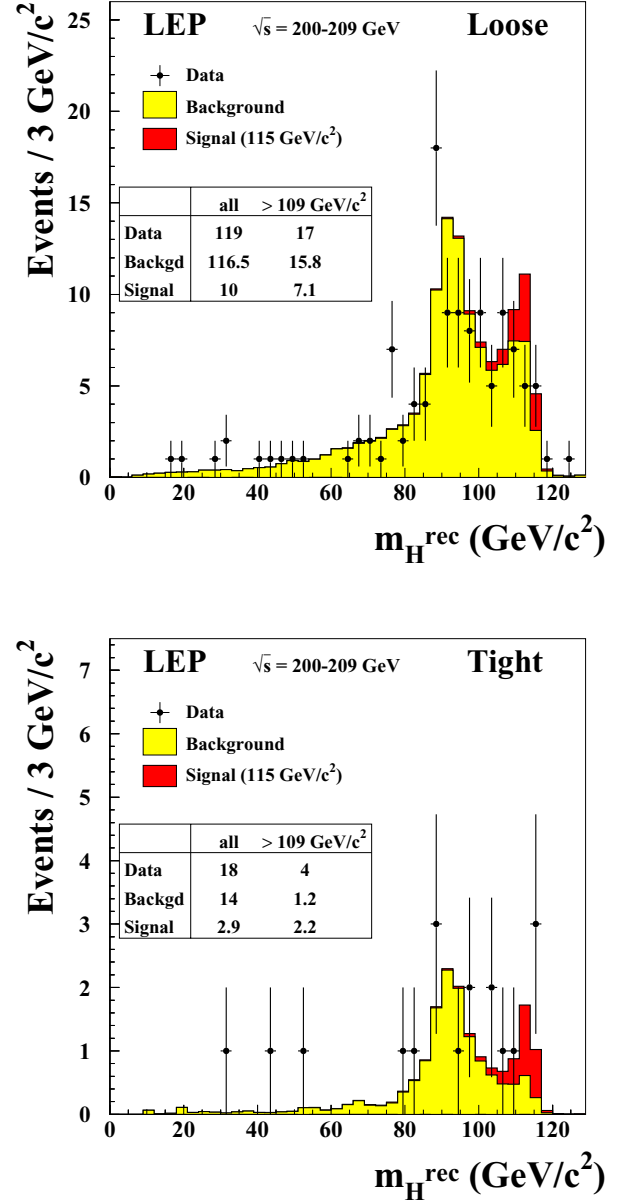 LEP √s = 200-209 GeV Loose
Data
Background
Signal (115 GeV/c²)
all > 109 GeV/c²
Data 119 17
Backgd 116.5 15.8
Signal 10 7.1
Events / 3 GeV/c²
25
20
15
10
5
0
0 20 40 60 80 100 120
m_H^rec (GeV/c²)
LEP √s = 200-209 GeV Tight
Data
Background
Signal (115 GeV/c²)
all > 109 GeV/c²
Data 18 4
Backgd 14 1.2
Signal 2.9 2.2
Events / 3 GeV/c²
7
6
5
4
3
2
1
0
0 20 40 60 80 100 120
m_H^rec (GeV/c²)